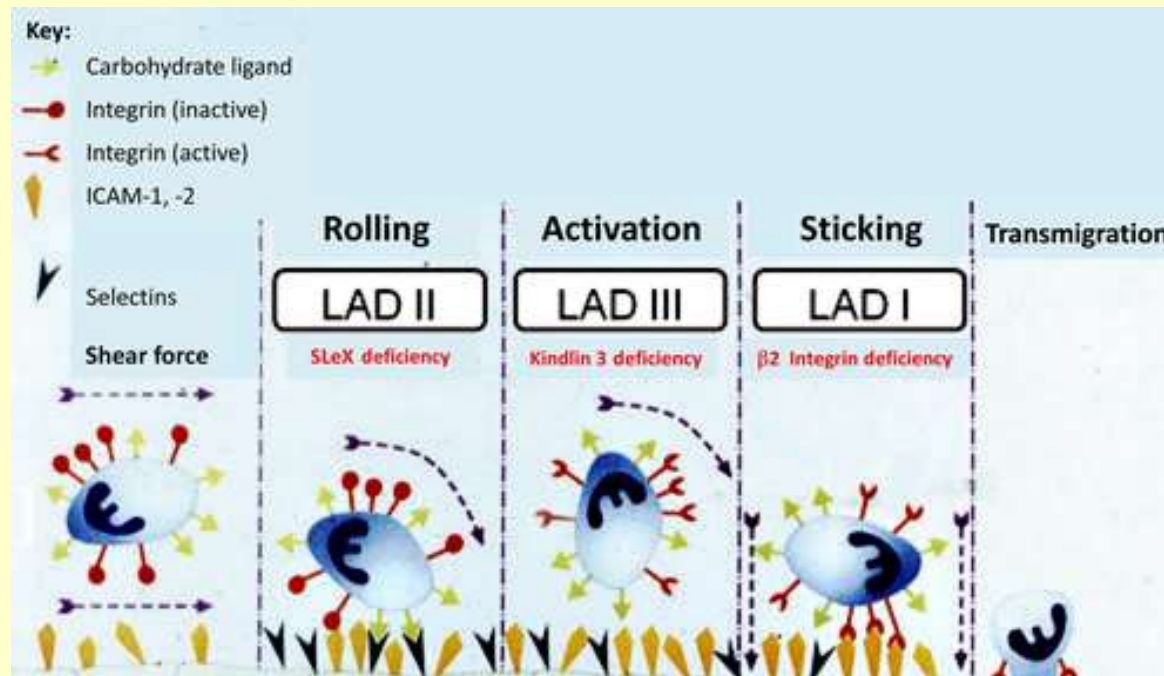 Key:
Carbohydrate ligand
Integrin (inactive)
Integrin (active)
ICAM-1, -2
Selectins
Shear force
Rolling
LAD II
SLeX deficiency
Activation
LAD III
Kindlin 3 deficiency
Sticking
LAD I
β2 Integrin deficiency
Transmigration